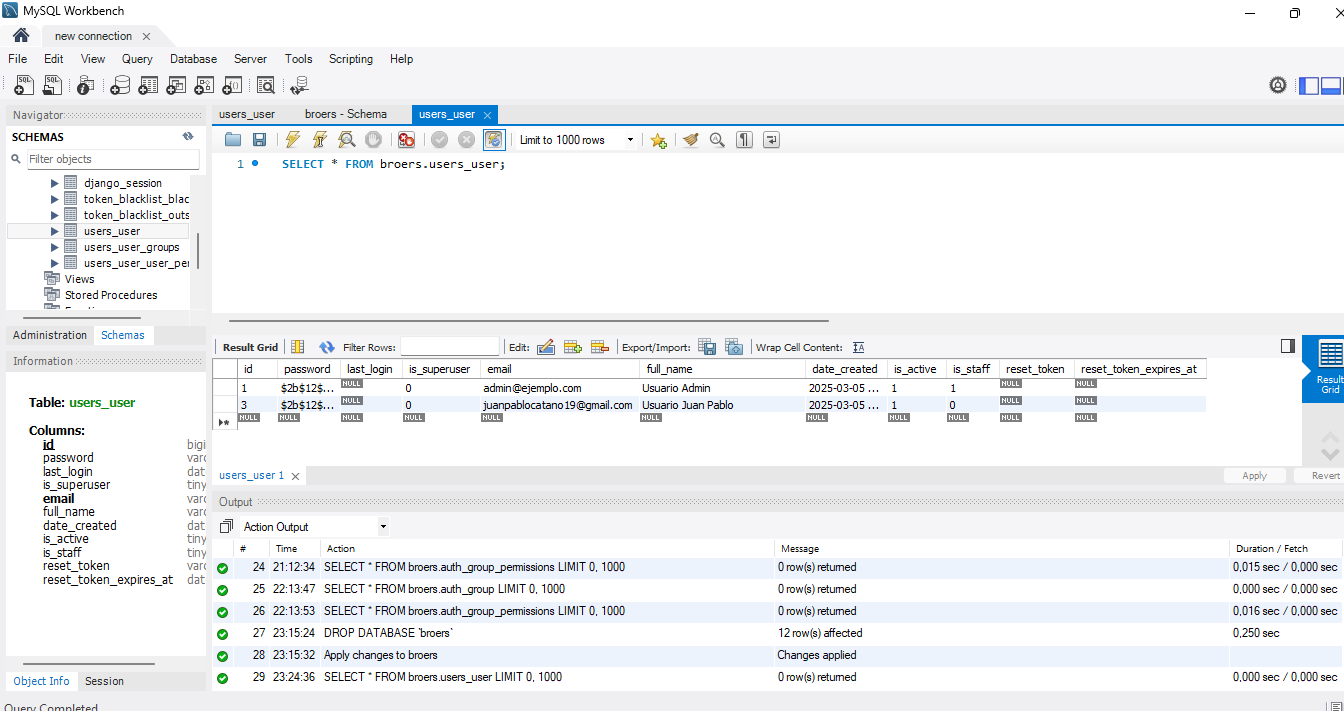 MySQL Workbench
new connection
File Edit View Query Database Server Tools Scripting Help
Navigator
SCHEMAS
Filter objects
django_session
token_blacklist_blac
token_blacklist_outs
users_user
users_user_groups
users_user_user_per
Views
Stored Procedures
Administration Schemas
Information
Table: users_user
Columns:
id bigi
password varc
last_login dat
is_superuser tiny
email varc
full_name varc
date_created dat
is_active tiny
is_staff tiny
reset_token varc
reset_token_expires_at dat
Object Info Session
Query Completed
users_user broers - Schema users_user
Limit to 1000 rows
1 SELECT * FROM broers.users_user;
Result Grid Filter Rows: Edit: Export/Import: Wrap Cell Content:
id password last_login is_superuser email full_name date_created is_active is_staff reset_token reset_token_expires_at
1 $2b$12$... NULL 0 admin@ejemplo.com Usuario Admin 2025-03-05 ... 1 1 NULL NULL
3 $2b$12$... NULL 0 juanpablocatano19@gmail.com Usuario Juan Pablo 2025-03-05 ... 1 0 NULL NULL
NULL NULL NULL NULL NULL NULL NULL NULL NULL NULL NULL
Result
Grid
users_user 1 Apply Revert
Output
Action Output
# Time Action Message Duration / Fetch
24 21:12:34 SELECT * FROM broers.auth_group_permissions LIMIT 0, 1000 0 row(s) returned 0,015 sec / 0,000 sec
25 22:13:47 SELECT * FROM broers.auth_group LIMIT 0, 1000 0 row(s) returned 0,000 sec / 0,000 sec
26 22:13:53 SELECT * FROM broers.auth_group_permissions LIMIT 0, 1000 0 row(s) returned 0,016 sec / 0,000 sec
27 23:15:24 DROP DATABASE `broers` 12 row(s) affected 0,250 sec
28 23:15:32 Apply changes to broers Changes applied
29 23:24:36 SELECT * FROM broers.users_user LIMIT 0, 1000 0 row(s) returned 0,000 sec / 0,000 sec